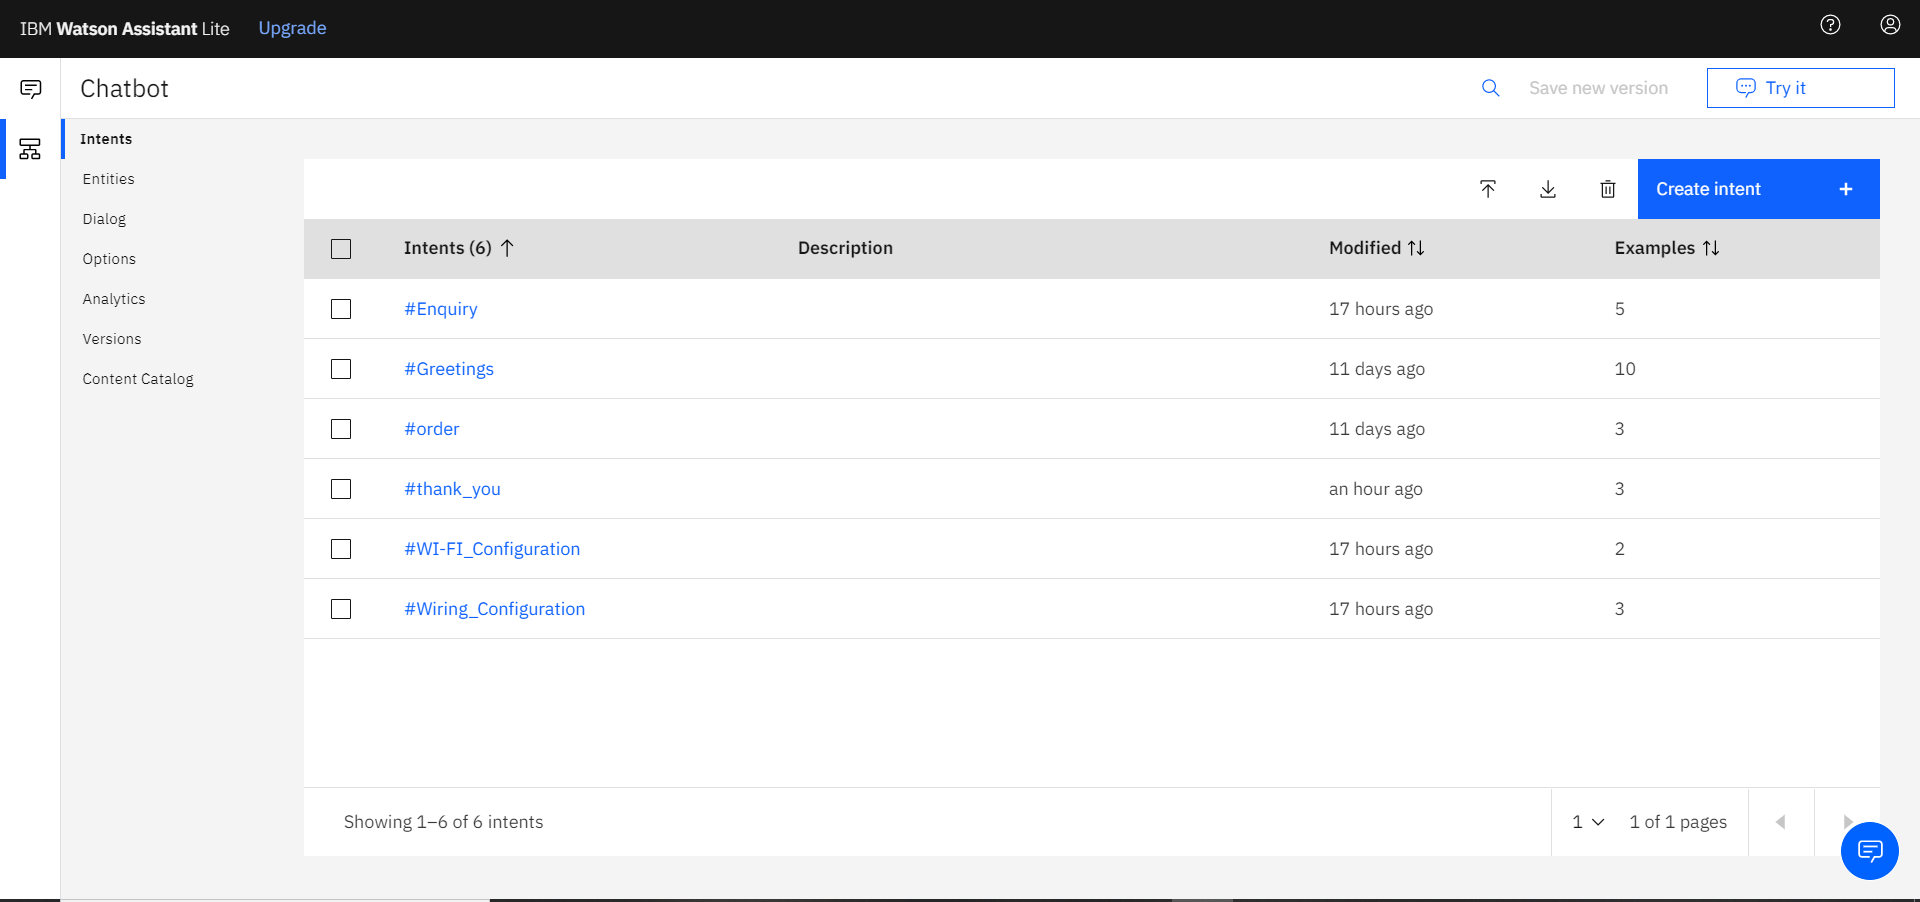 IBM Watson Assistant Lite Upgrade
Chatbot Save new version Try it
Intents
Entities
Dialog
Options
Analytics
Versions
Content Catalog
Create intent +
Intents (6) Description Modified Examples
#Enquiry 17 hours ago 5
#Greetings 11 days ago 10
#order 11 days ago 3
#thank_you an hour ago 3
#WI-FI_Configuration 17 hours ago 2
#Wiring_Configuration 17 hours ago 3
Showing 1–6 of 6 intents 1 1 of 1 pages